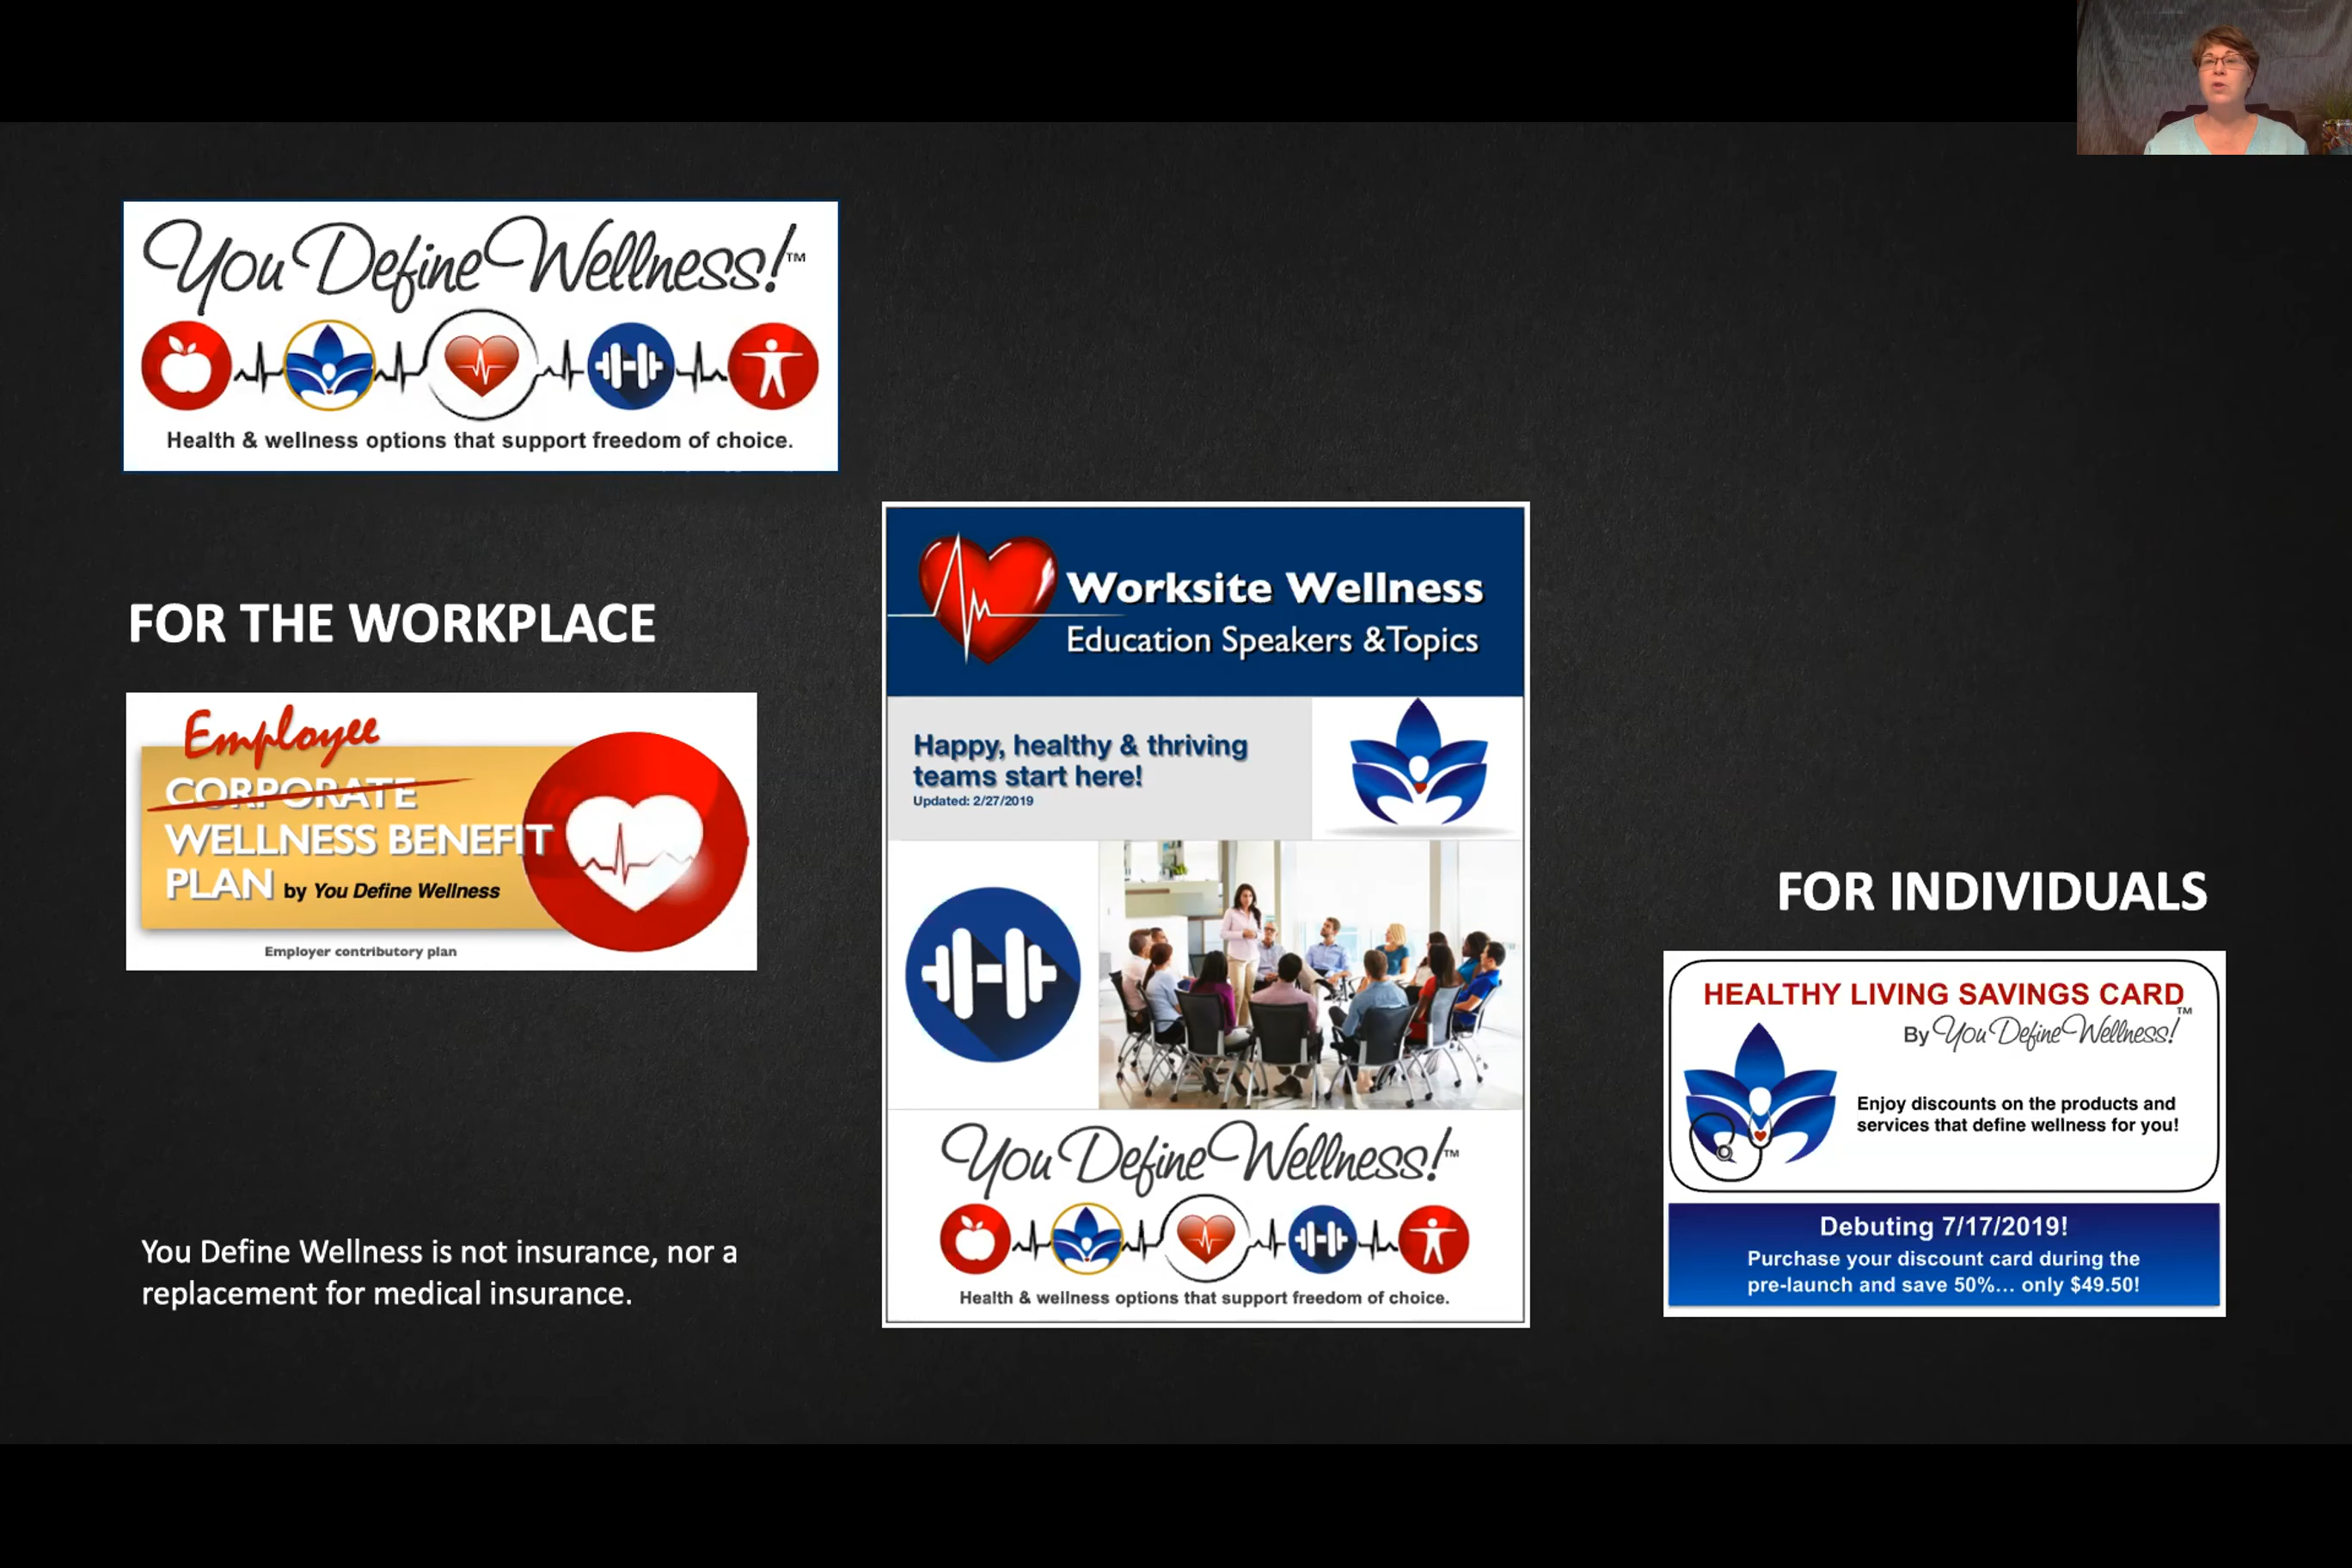 You Define Wellness!™
Health & wellness options that support freedom of choice.
FOR THE WORKPLACE
Employee
CORPORATE
WELLNESS BENEFIT
PLAN by You Define Wellness
Employer contributory plan
You Define Wellness is not insurance, nor a
replacement for medical insurance.
Worksite Wellness
Education Speakers &Topics
Happy, healthy & thriving
teams start here!
Updated: 2/27/2019
You Define Wellness!™
Health & wellness options that support freedom of choice.
FOR INDIVIDUALS
HEALTHY LIVING SAVINGS CARD
By You Define Wellness!™
Enjoy discounts on the products and
services that define wellness for you!
Debuting 7/17/2019!
Purchase your discount card during the
pre-launch and save 50%... only $49.50!